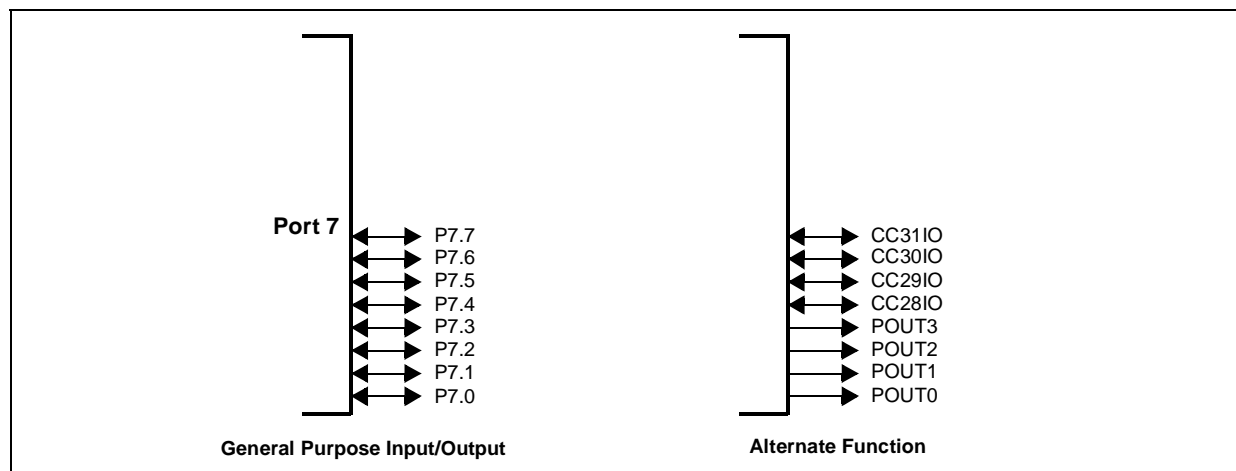 Port 7
P7.7
P7.6
P7.5
P7.4
P7.3
P7.2
P7.1
P7.0
General Purpose Input/Output
CC31IO
CC30IO
CC29IO
CC28IO
POUT3
POUT2
POUT1
POUT0
Alternate Function